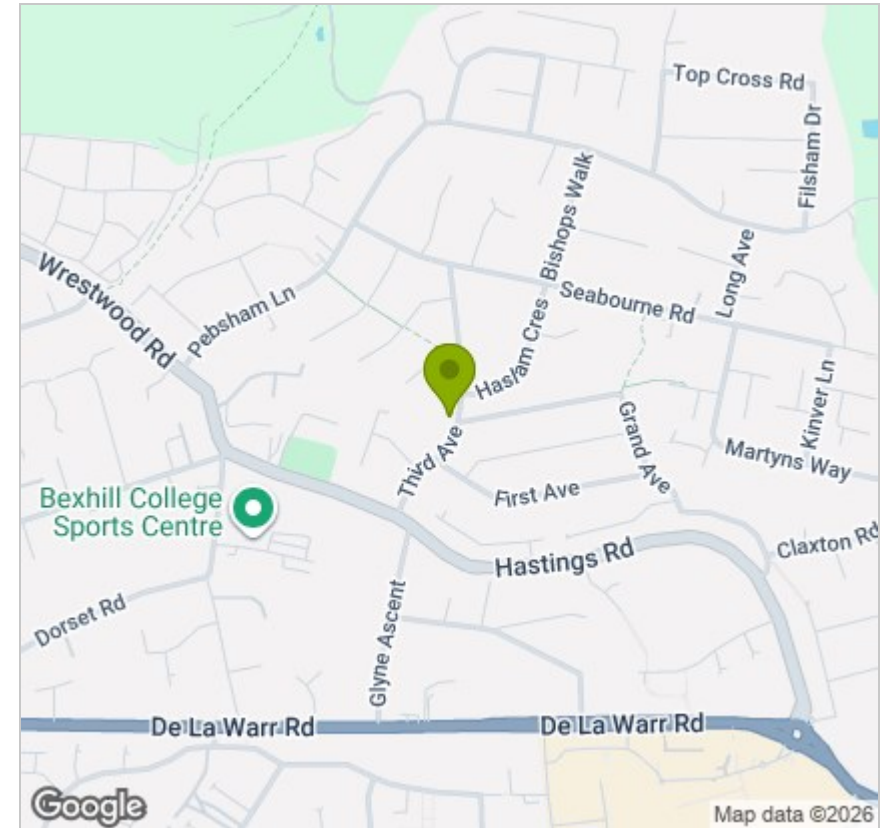 Top Cross Rd
Filsham Dr
Bishops Walk
Long Ave
Wrestwood Rd
Pebsham Ln
Seabourne Rd
Haslam Cres
Kinver Ln
Grand Ave
Third Ave
Martyns Way
First Ave
Bexhill College
Sports Centre
Claxton Rd
Hastings Rd
Dorset Rd
Glyne Ascent
De La Warr Rd
De La Warr Rd
Google
Map data ©2026